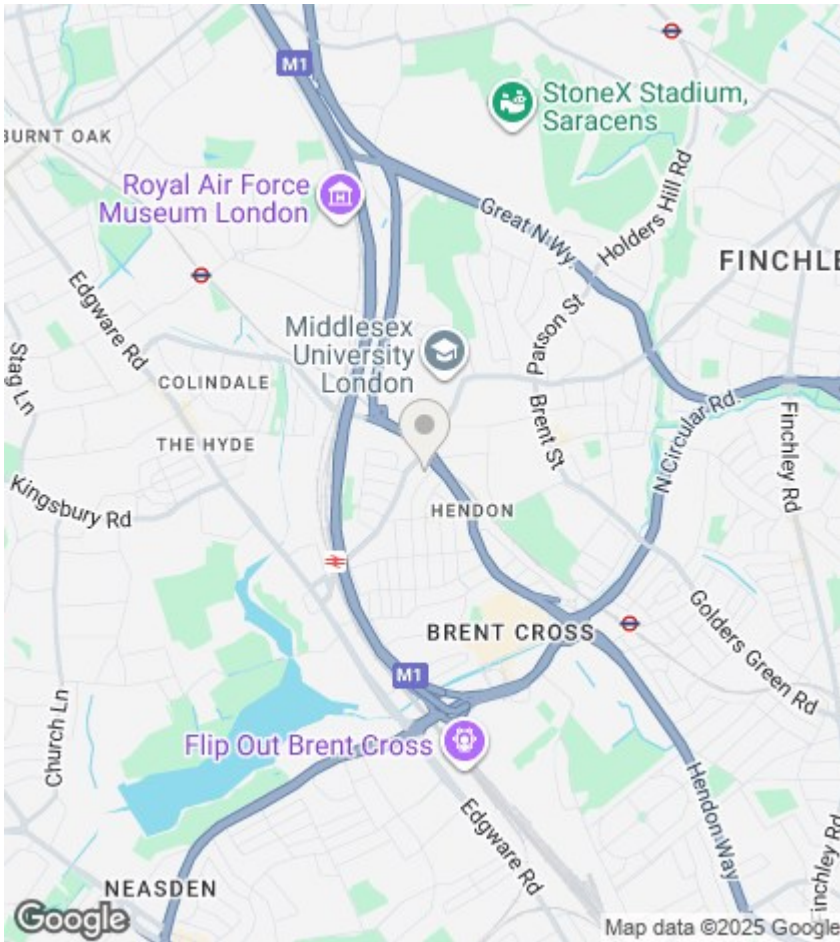 M1
StoneX Stadium,
Saracens
BURNT OAK
Royal Air Force
Museum London
Holders Hill Rd
Great N Wy.
FINCHLE
Edgware Rd
Parson St
Middlesex
University
London
Stag Ln
COLINDALE
Brent St
N Circular Rd.
Finchley Rd
THE HYDE
Kingsbury Rd
HENDON
Golders Green Rd
BRENT CROSS
M1
Church Ln
Flip Out Brent Cross
Hendon Way
Edgware Rd
Finchley Rd
NEASDEN
Google
Map data ©2025 Google